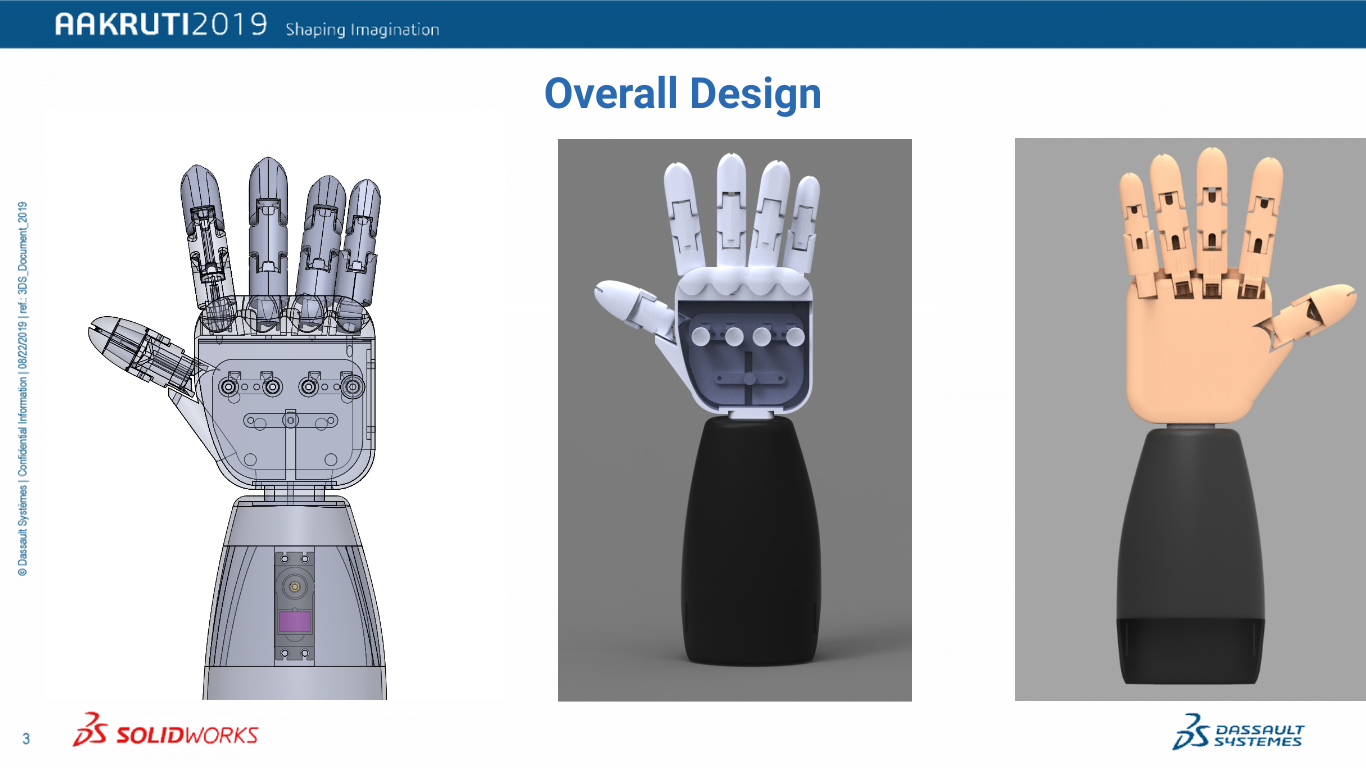 AAKRUTI2019 Shaping Imagination
Overall Design
© Dassault Systèmes | Confidential Information | 08/22/2019 | ref.: 3DS_Document_2019
3
SOLIDWORKS
DASSAULT SYSTEMES